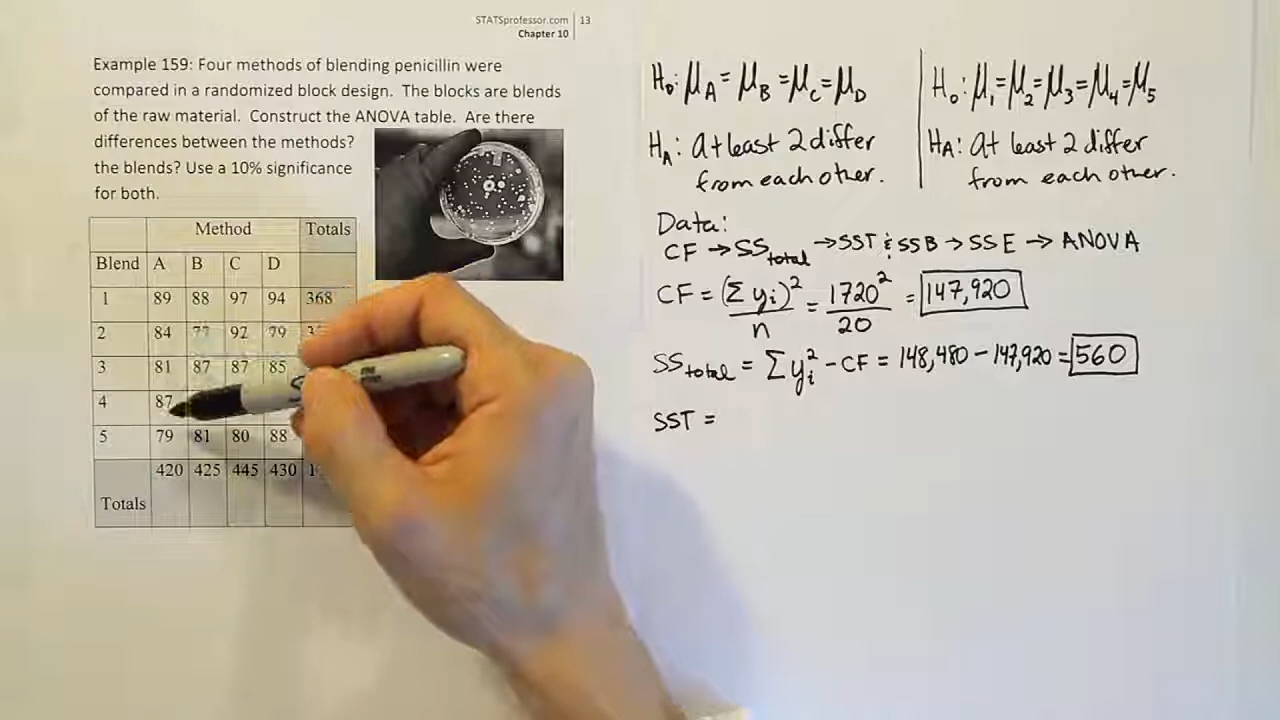 STATSprofessor.com 13
Chapter 10
Example 159: Four methods of blending penicillin were
compared in a randomized block design. The blocks are blends
of the raw material. Construct the ANOVA table. Are there
differences between the methods?
the blends? Use a 10% significance
for both.
Method Totals
Blend A B C D
1 89 88 97 94 368
2 84 77 92 79
3 81 87 87 85
4 87
5 79 81 80 88
420 425 445 430
Totals
H₀: μA = μB = μC = μD
HA: At least 2 differ
from each other.
H₀: μ₁ = μ₂ = μ₃ = μ₄ = μ₅
HA: At least 2 differ
from each other.
Data:
CF → SStotal → SST & SSB → SSE → ANOVA
CF = (Σ yi)² / n = 1720² / 20 = 147,920
SStotal = Σ yi² - CF = 148,480 - 147,920 = 560
SST =